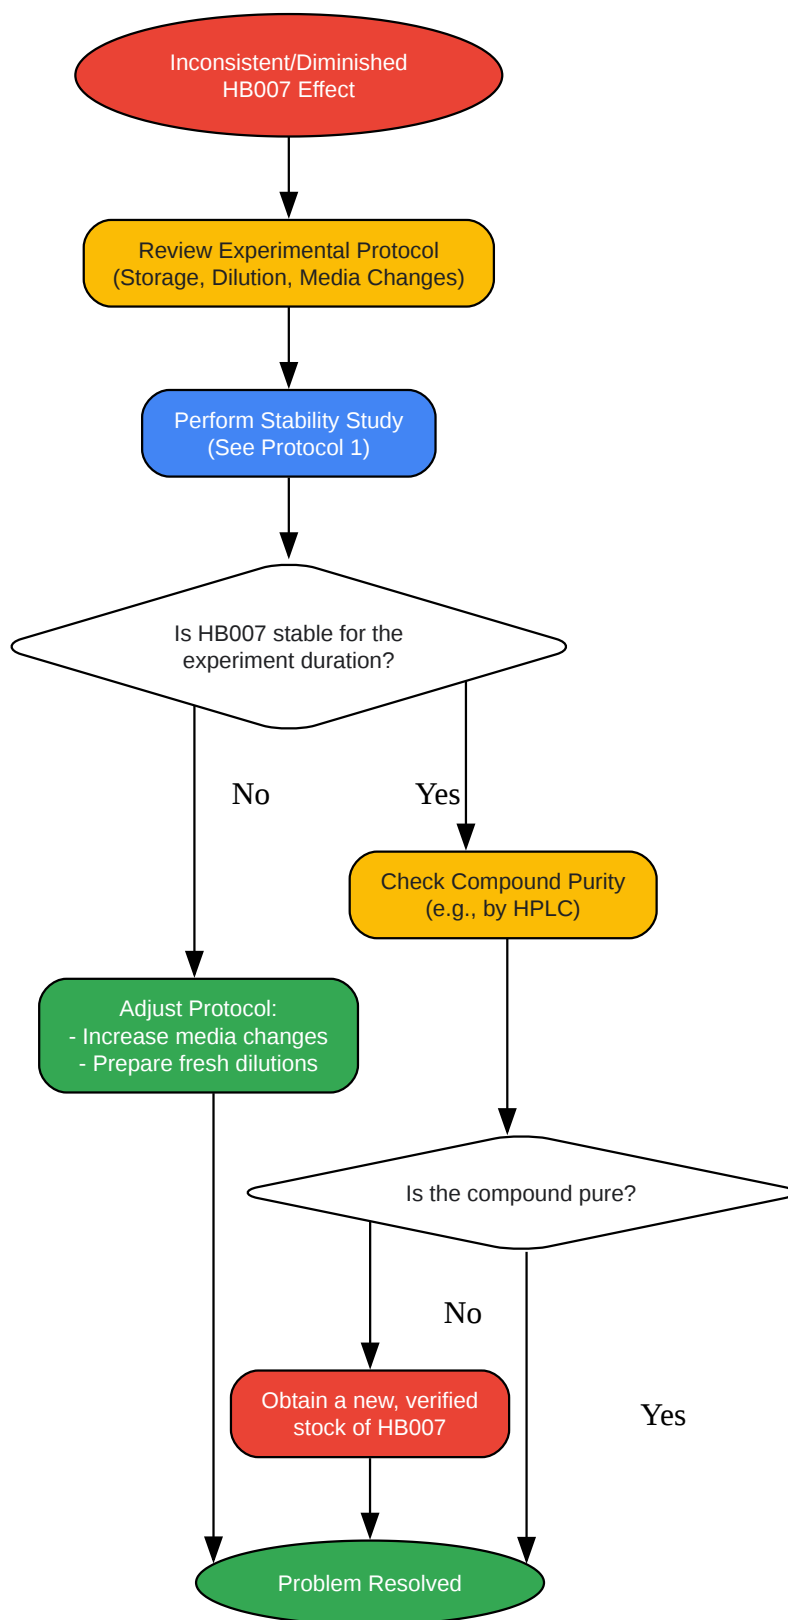 Inconsistent/Diminished
HB007 Effect
Review Experimental Protocol
(Storage, Dilution, Media Changes)
Perform Stability Study
(See Protocol 1)
Is HB007 stable for the
experiment duration?
No
Yes
Check Compound Purity
(e.g., by HPLC)
Adjust Protocol:
- Increase media changes
- Prepare fresh dilutions
Is the compound pure?
No
Obtain a new, verified
stock of HB007
Yes
Problem Resolved